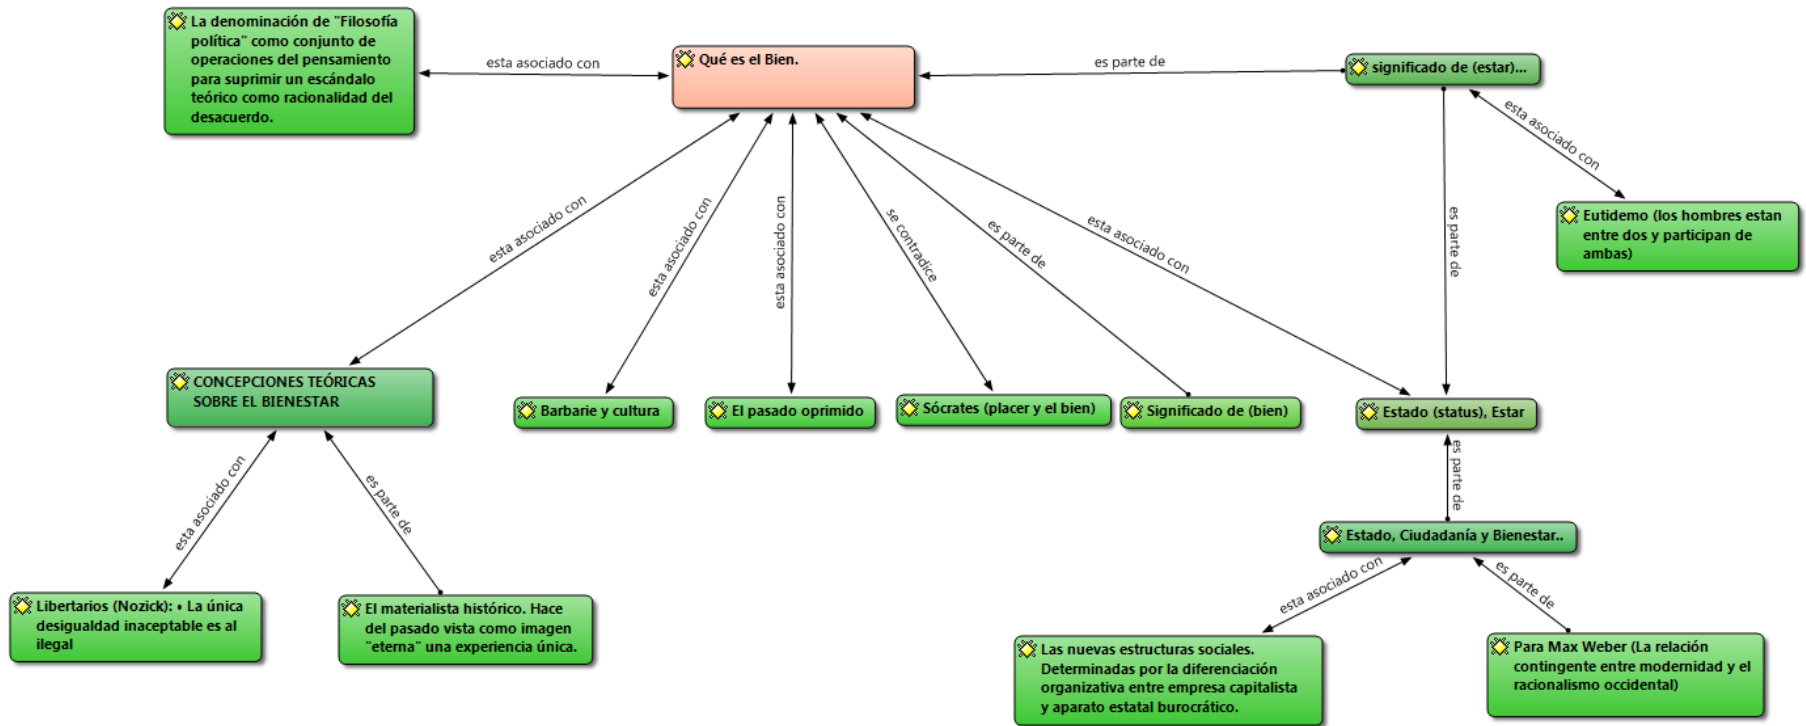 La denominación de "Filosofía
política" como conjunto de
operaciones del pensamiento
para suprimir un escándalo
teórico como racionalidad del
desacuerdo.
esta asociado con
Qué es el Bien.
es parte de
significado de (estar)...
esta asociado con
Eutidemo (los hombres estan
entre dos y participan de
ambas)
esta asociado con
esta asociado con
esta asociado con
se contradice
es parte de
esta asociado con
es parte de
CONCEPCIONES TEÓRICAS
SOBRE EL BIENESTAR
Barbarie y cultura
El pasado oprimido
Sócrates (placer y el bien)
Significado de (bien)
Estado (status), Estar
esta asociado con
es parte de
es parte de
Libertarios (Nozick): • La única
desigualdad inaceptable es al
ilegal
El materialista histórico. Hace
del pasado vista como imagen
"eterna" una experiencia única.
Estado, Ciudadanía y Bienestar..
esta asociado con
es parte de
Las nuevas estructuras sociales.
Determinadas por la diferenciación
organizativa entre empresa capitalista
y aparato estatal burocrático.
Para Max Weber (La relación
contingente entre modernidad y el
racionalismo occidental)